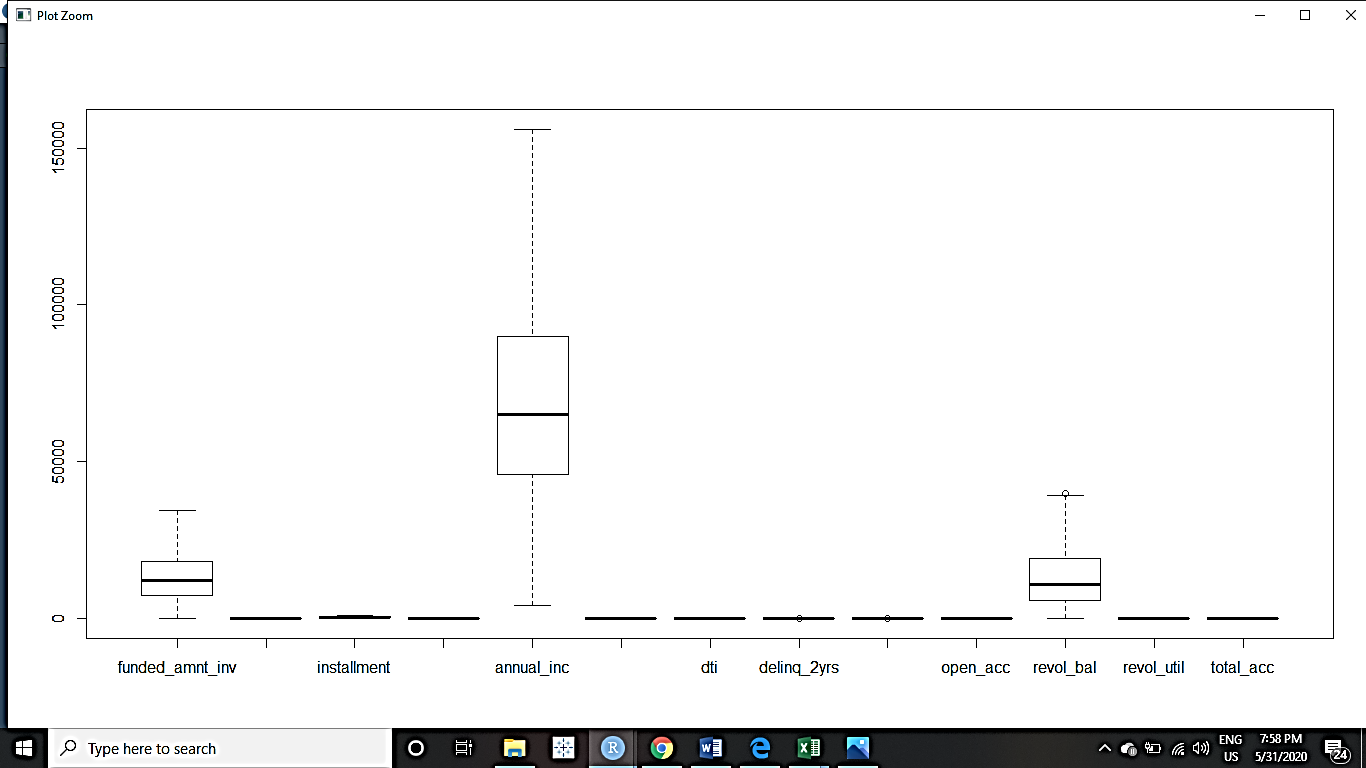 Plot Zoom
150000
100000
50000
0
funded_amnt_inv installment annual_inc dti delinq_2yrs open_acc revol_bal revol_util total_acc
Type here to search
R
ENG
US
7:58 PM
5/31/2020
24